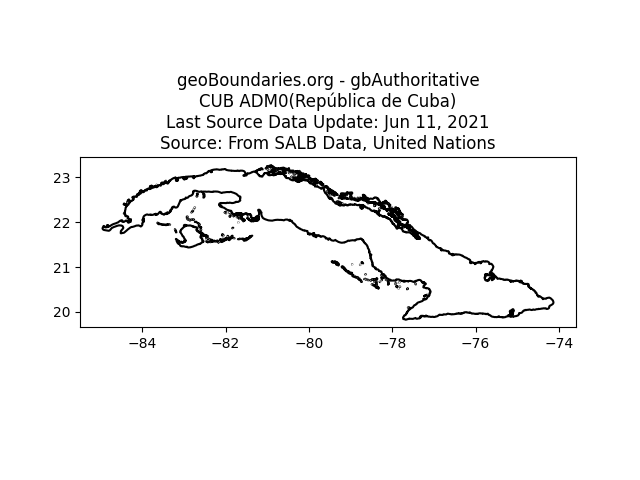 geoBoundaries.org - gbAuthoritative
CUB ADM0(República de Cuba)
Last Source Data Update: Jun 11, 2021
Source: From SALB Data, United Nations
23
22
21
20
−84 −82 −80 −78 −76 −74